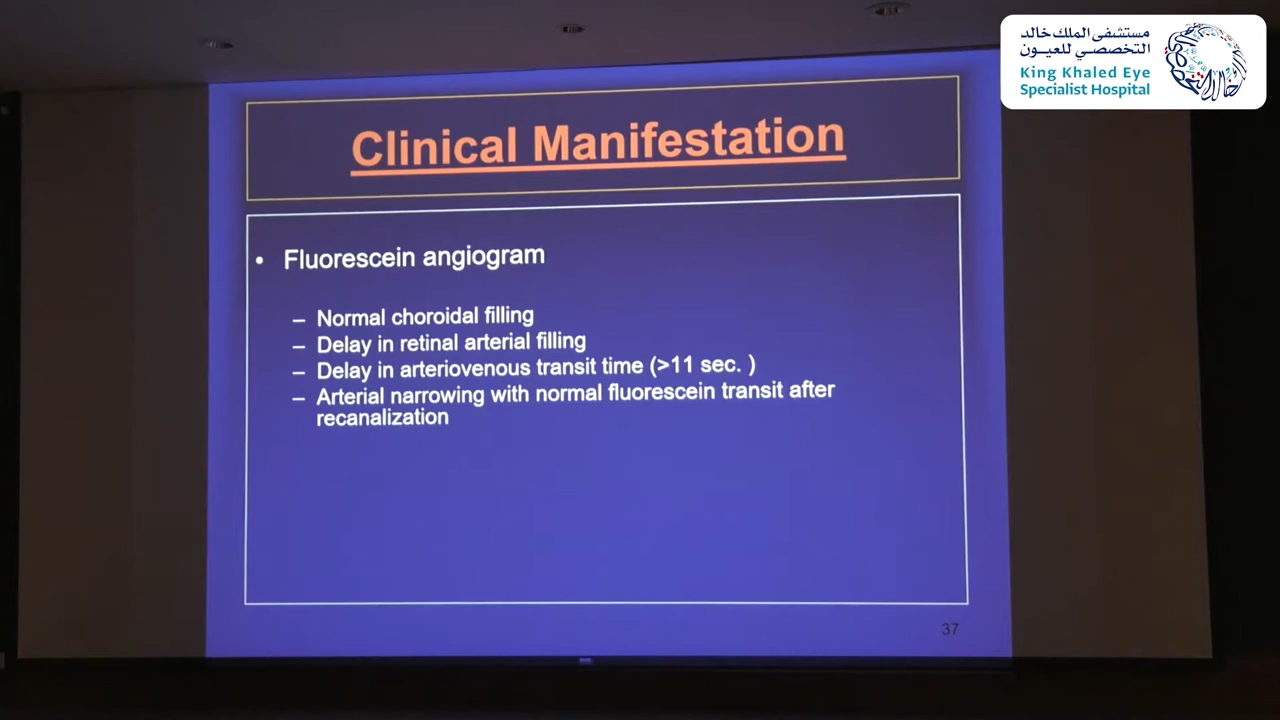 مستشفى الملك خالد
التخصصي للعيون
King Khaled Eye
Specialist Hospital
Clinical Manifestation
• Fluorescein angiogram
– Normal choroidal filling
– Delay in retinal arterial filling
– Delay in arteriovenous transit time (>11 sec. )
– Arterial narrowing with normal fluorescein transit after
recanalization
37